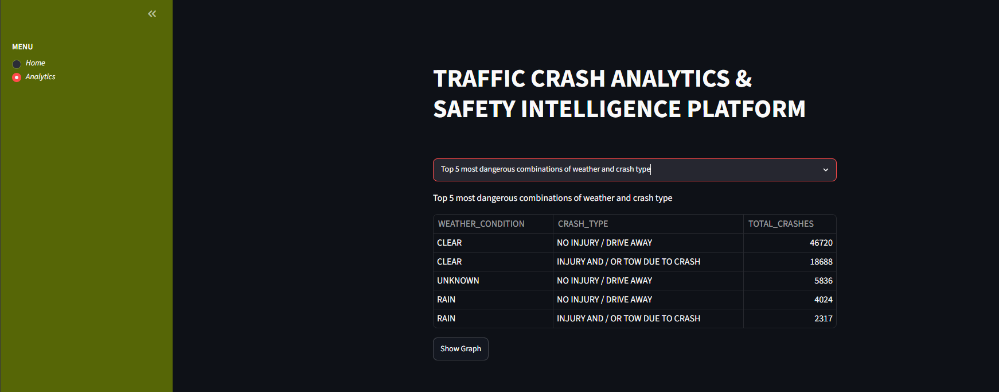 MENU
Home
Analytics
TRAFFIC CRASH ANALYTICS &
SAFETY INTELLIGENCE PLATFORM
Top 5 most dangerous combinations of weather and crash type
Top 5 most dangerous combinations of weather and crash type
WEATHER_CONDITION CRASH_TYPE TOTAL_CRASHES
CLEAR NO INJURY / DRIVE AWAY 46720
CLEAR INJURY AND / OR TOW DUE TO CRASH 18688
UNKNOWN NO INJURY / DRIVE AWAY 5836
RAIN NO INJURY / DRIVE AWAY 4024
RAIN INJURY AND / OR TOW DUE TO CRASH 2317
Show Graph